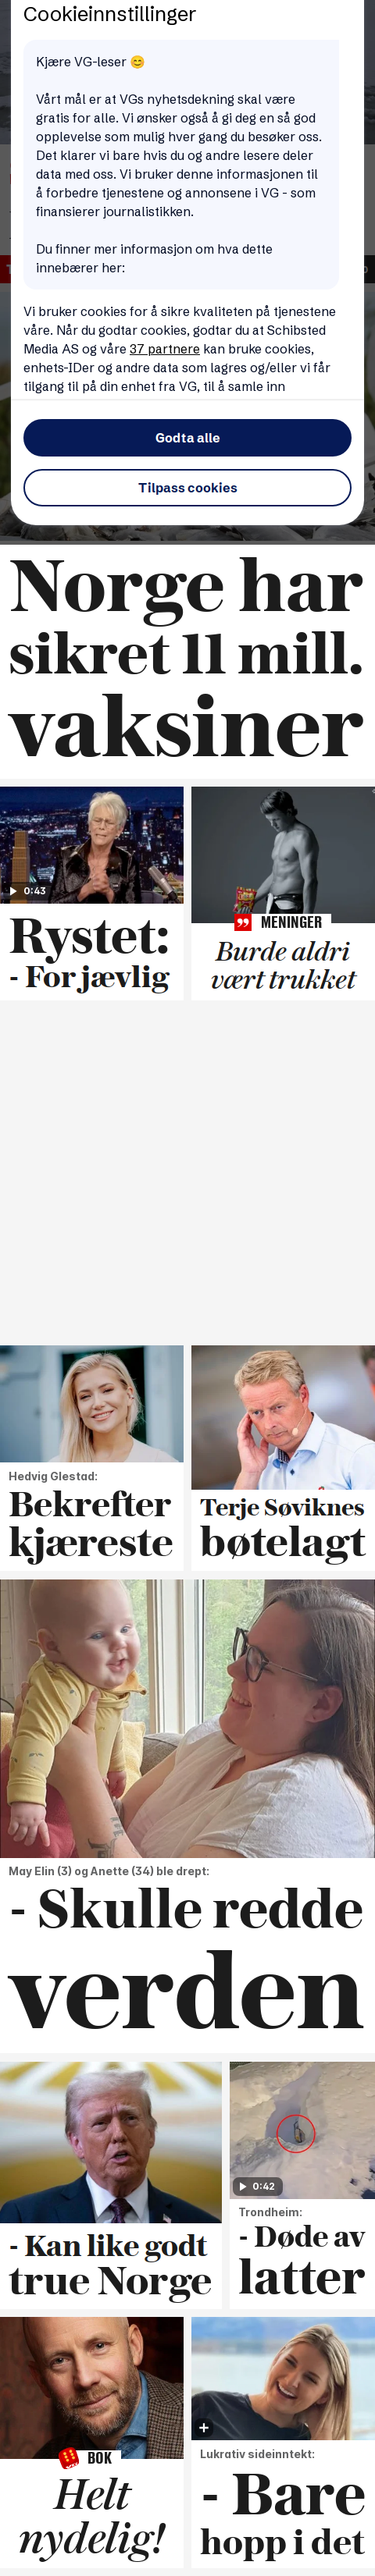 Cookieinnstillinger
Kjære VG-leser 😊
Vårt mål er at VGs nyhetsdekning skal være
gratis for alle. Vi ønsker også å gi deg en så god
opplevelse som mulig hver gang du besøker oss.
Det klarer vi bare hvis du og andre lesere deler
data med oss. Vi bruker denne informasjonen til
å forbedre tjenestene og annonsene i VG - som
finansierer journalistikken.
Du finner mer informasjon om hva dette
innebærer her:
Vi bruker cookies for å sikre kvaliteten på tjenestene
våre. Når du godtar cookies, godtar du at Schibsted
Media AS og våre 37 partnere kan bruke cookies,
enhets-IDer og andre data som lagres og/eller vi får
tilgang til på din enhet fra VG, til å samle inn
Godta alle
Tilpass cookies
Norge har
sikret 11 mill.
vaksiner
0:43
Rystet:
- For jævlig
MENINGER
Burde aldri
vært trukket
Hedvig Glestad:
Bekrefter
kjæreste
Terje Søviknes
bøtelagt
May Elin (3) og Anette (34) ble drept:
- Skulle redde
verden
- Kan like godt
true Norge
0:42
Trondheim:
- Døde av
latter
BOK
Helt
nydelig!
Lukrativ sideinntekt:
- Bare
hopp i det